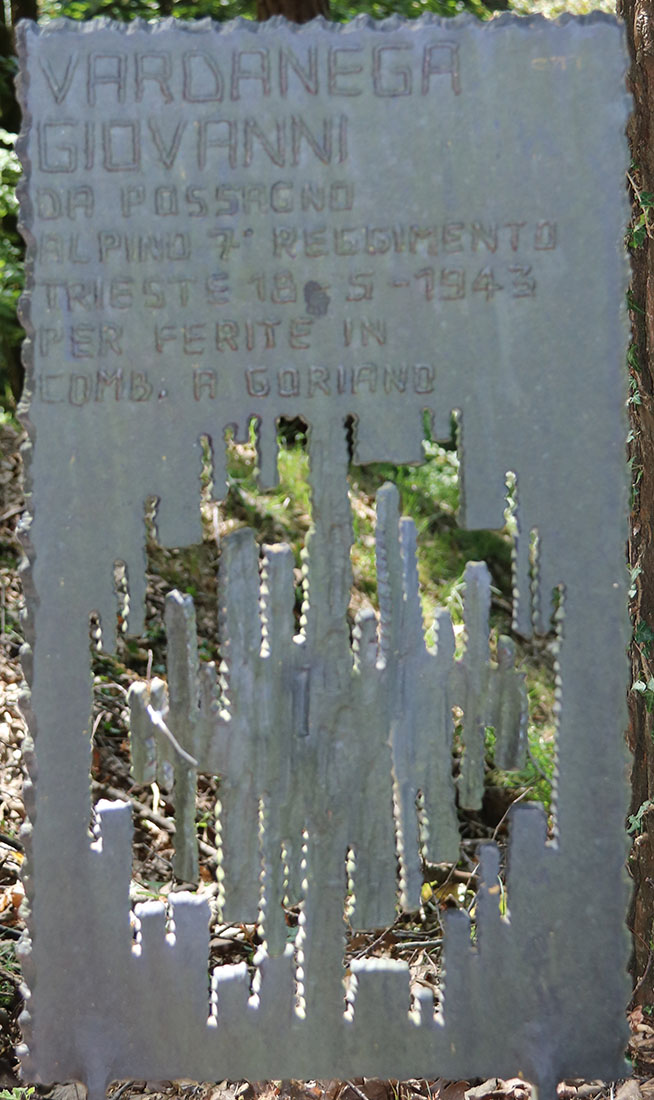 VARDANEGA
GIOVANNI
DA POSSAGNO
ALPINO 7° REGGIMENTO
TRIESTE 18-5-1943
PER FERITE IN
COMB. A GORIANO